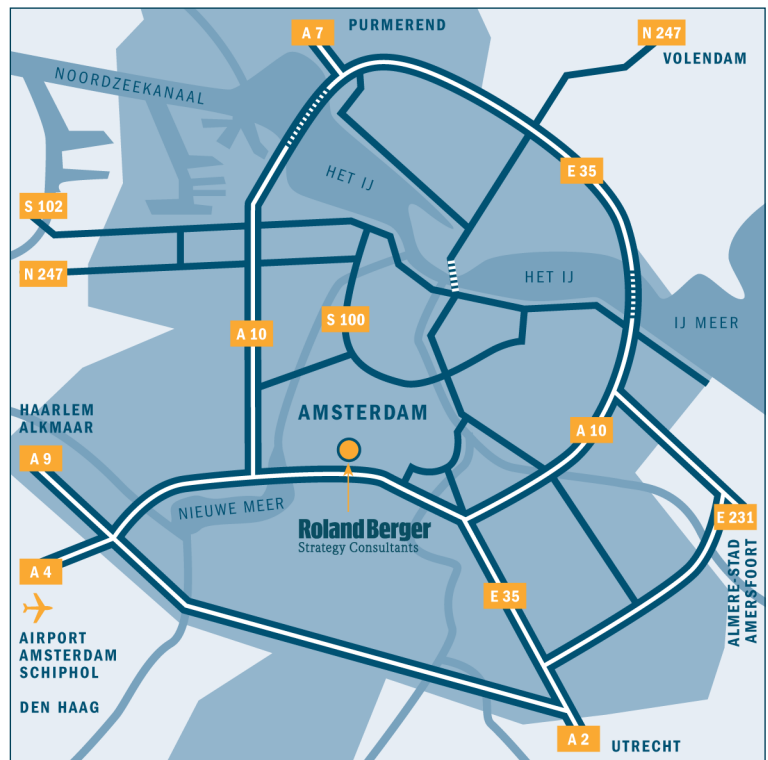 A 7
PURMEREND
N 247
VOLENDAM
NOORDZEEKANAAL
HET IJ
E 35
S 102
N 247
HET IJ
IJ MEER
A 10
S 100
HAARLEM
ALKMAAR
AMSTERDAM
A 10
A 9
NIEUWE MEER
Roland Berger
Strategy Consultants
E 231
A 4
E 35
ALMERE-STAD
AMERSFOORT
AIRPORT
AMSTERDAM
SCHIPHOL
DEN HAAG
A 2
UTRECHT